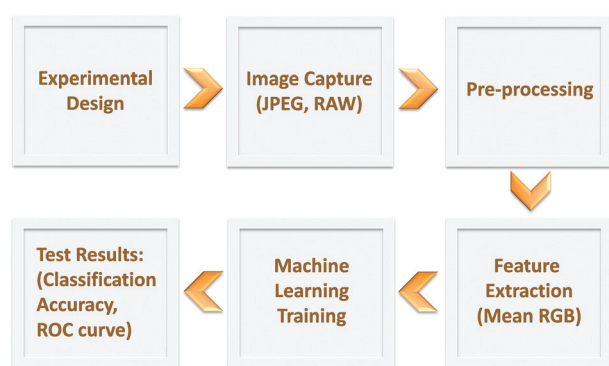 Experimental
Design
Image Capture
(JPEG, RAW)
Pre-processing
Feature
Extraction
(Mean RGB)
Machine
Learning
Training
Test Results:
(Classification
Accuracy,
ROC curve)